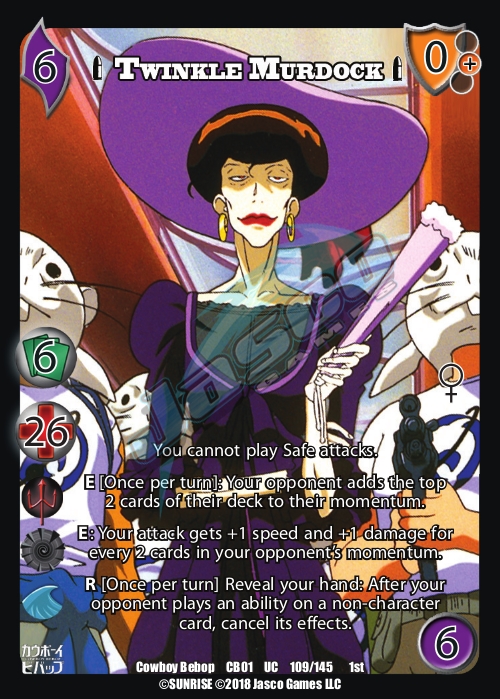 6
TWINKLE MURDOCK
0
+
6
26
You cannot play Safe attacks.
E [Once per turn]: Your opponent adds the top
2 cards of their deck to their momentum.
E: Your attack gets +1 speed and +1 damage for
every 2 cards in your opponent's momentum.
R [Once per turn] Reveal your hand: After your
opponent plays an ability on a non-character
card, cancel its effects.
6
カウボーイ
ビバップ
Cowboy Bebop CB01 UC 109/145 1st
©SUNRISE ©2018 Jasco Games LLC
Jasco
GAMES